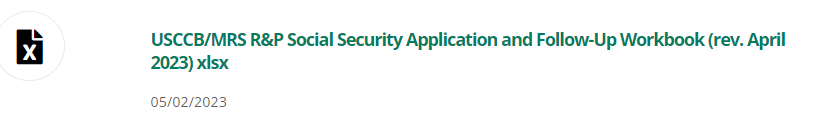 USCCB/MRS R&P Social Security Application and Follow-Up Workbook (rev. April
2023) xlsx
05/02/2023